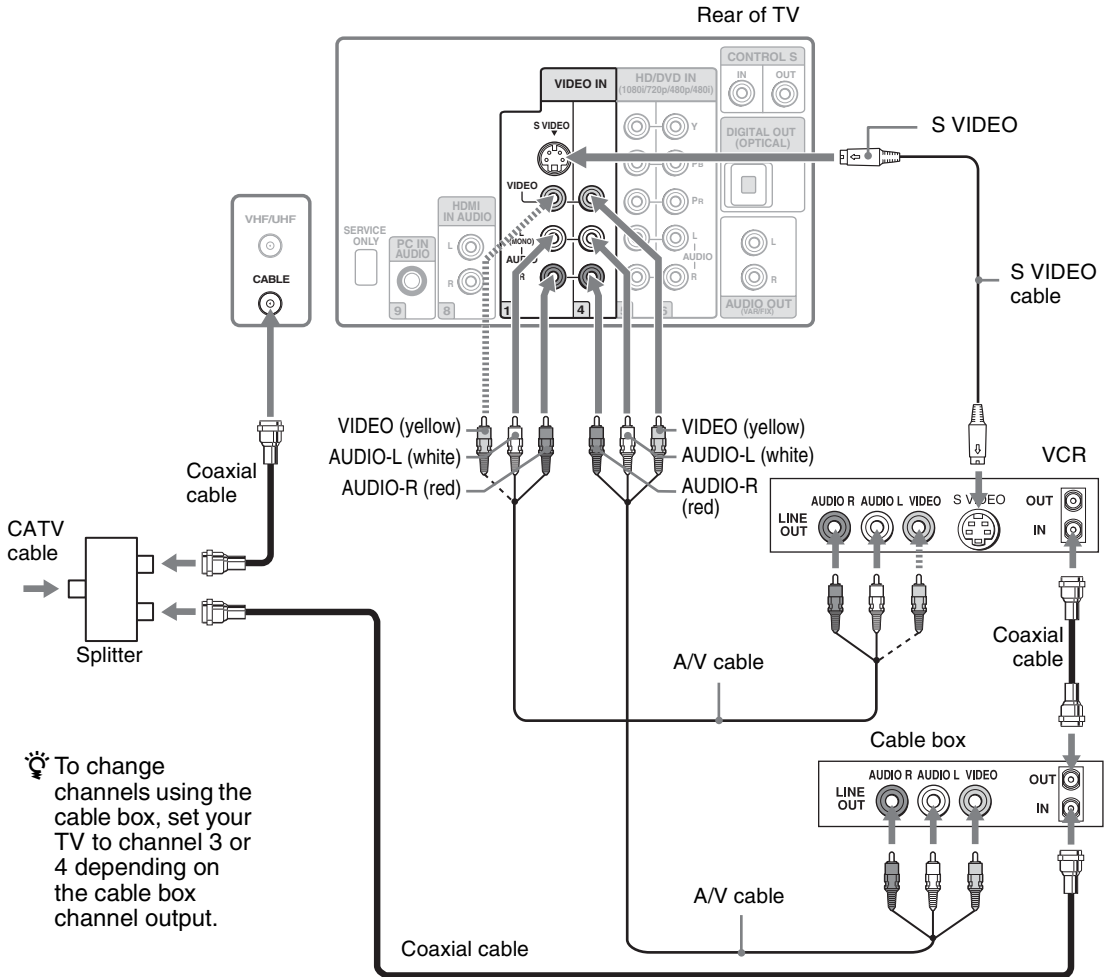 Rear of TV
CONTROL S
IN
OUT
VIDEO IN
HD/DVD IN
(1080i/720p/480p/480i)
S VIDEO
Y
DIGITAL OUT
(OPTICAL)
S VIDEO
PB
VIDEO
PR
VHF/UHF
HDMI
IN AUDIO
SERVICE
ONLY
PC IN
AUDIO
L
(MONO)
L
L
L
AUDIO
AUDIO
CABLE
R
R
R
R
AUDIO OUT
(VAR/FIX)
9
8
1
4
S VIDEO
cable
VIDEO (yellow)
AUDIO-L (white)
AUDIO-R (red)
VIDEO (yellow)
AUDIO-L (white)
AUDIO-R
(red)
VCR
Coaxial
cable
AUDIO R
AUDIO L
VIDEO
S VIDEO
OUT
LINE
OUT
IN
CATV
cable
Splitter
A/V cable
Coaxial
cable
Cable box
To change
channels using the
cable box, set your
TV to channel 3 or
4 depending on
the cable box
channel output.
AUDIO R
AUDIO L
VIDEO
OUT
LINE
OUT
IN
A/V cable
Coaxial cable